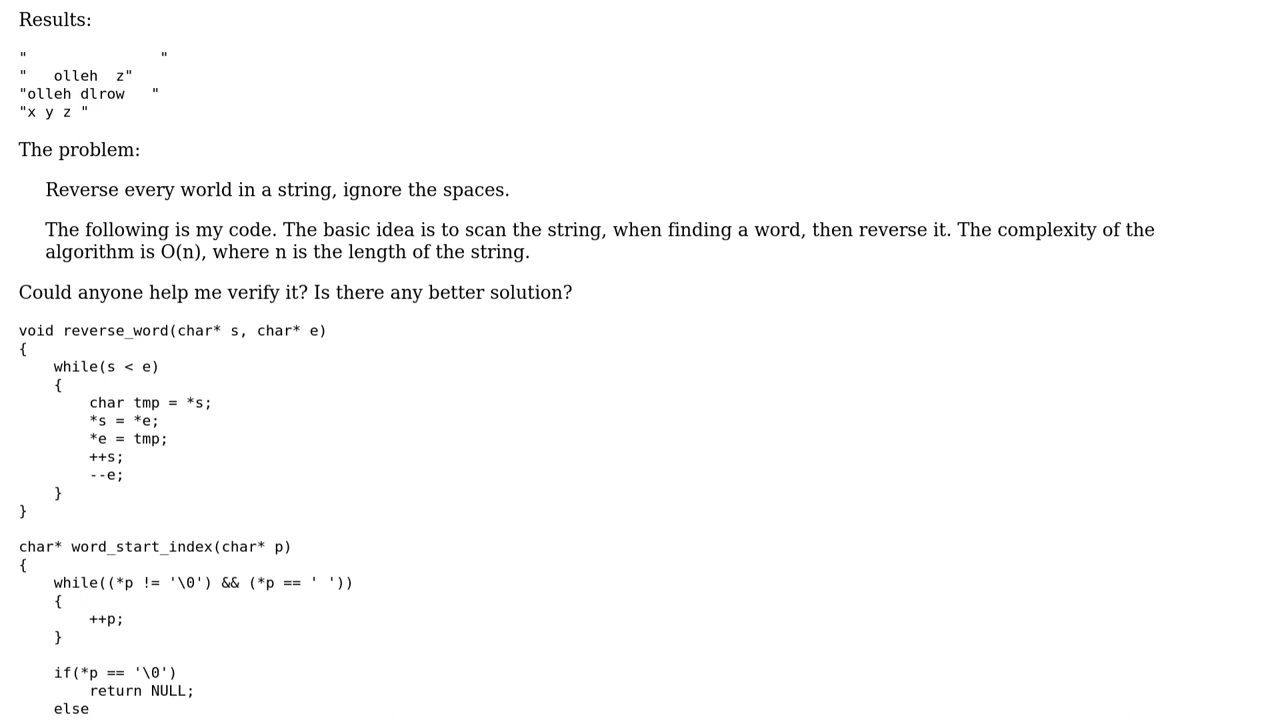 Results:
"                "
"   olleh  z"
"olleh dlrow   "
"x y z "
The problem:
Reverse every world in a string, ignore the spaces.
The following is my code. The basic idea is to scan the string, when finding a word, then reverse it. The complexity of the
algorithm is O(n), where n is the length of the string.
Could anyone help me verify it? Is there any better solution?
void reverse_word(char* s, char* e)
{
    while(s < e)
    {
        char tmp = *s;
        *s = *e;
        *e = tmp;
        ++s;
        --e;
    }
}
char* word_start_index(char* p)
{
    while((*p != '\0') && (*p == ' '))
    {
        ++p;
    }
    if(*p == '\0')
        return NULL;
    else